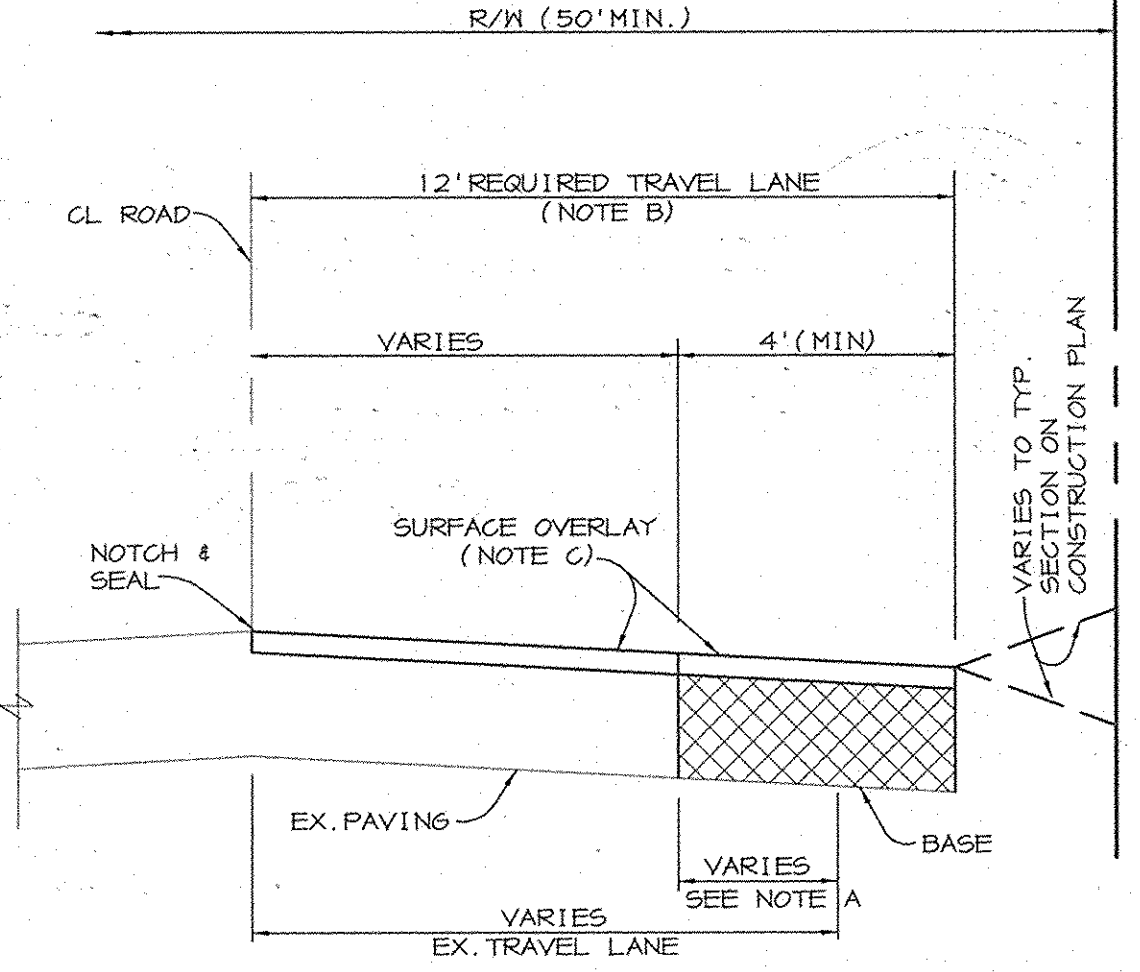 R/W (50'MIN.)
12'REQUIRED TRAVEL LANE
(NOTE B)
CL ROAD
VARIES
4'(MIN)
VARIES TO TYP.
SECTION ON
CONSTRUCTION PLAN
SURFACE OVERLAY
(NOTE C)
NOTCH &
SEAL
EX.PAVING
BASE
VARIES
SEE NOTE A
VARIES
EX.TRAVEL LANE